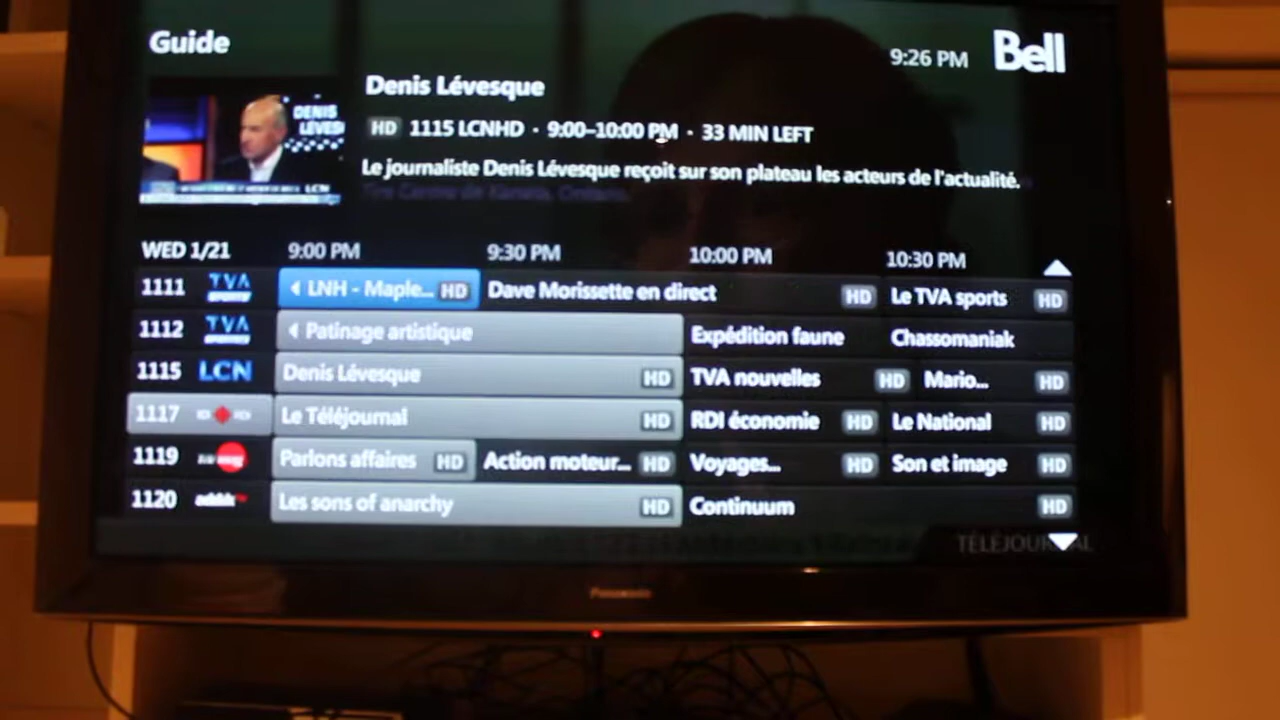 Guide
9:26 PM Bell
Denis Lévesque
DENIS
LÉVES
LCN
HD 1115 LCNHD · 9:00–10:00 PM · 33 MIN LEFT
Le journaliste Denis Lévesque reçoit sur son plateau les acteurs de l'actualité.
WED 1/21 9:00 PM 9:30 PM 10:00 PM 10:30 PM
1111 TVA SPORTS LNH - Maple... HD Dave Morissette en direct HD Le TVA sports HD
1112 TVA SPORTS Patinage artistique Expédition faune Chassomaniak
1115 LCN Denis Lévesque HD TVA nouvelles HD Mario... HD
1117 Le Téléjournal HD RDI économie HD Le National HD
1119 Parlons affaires HD Action moteur... HD Voyages... HD Son et image HD
1120 addik Les sons of anarchy HD Continuum HD
TÉLÉJOURNAL
Panasonic